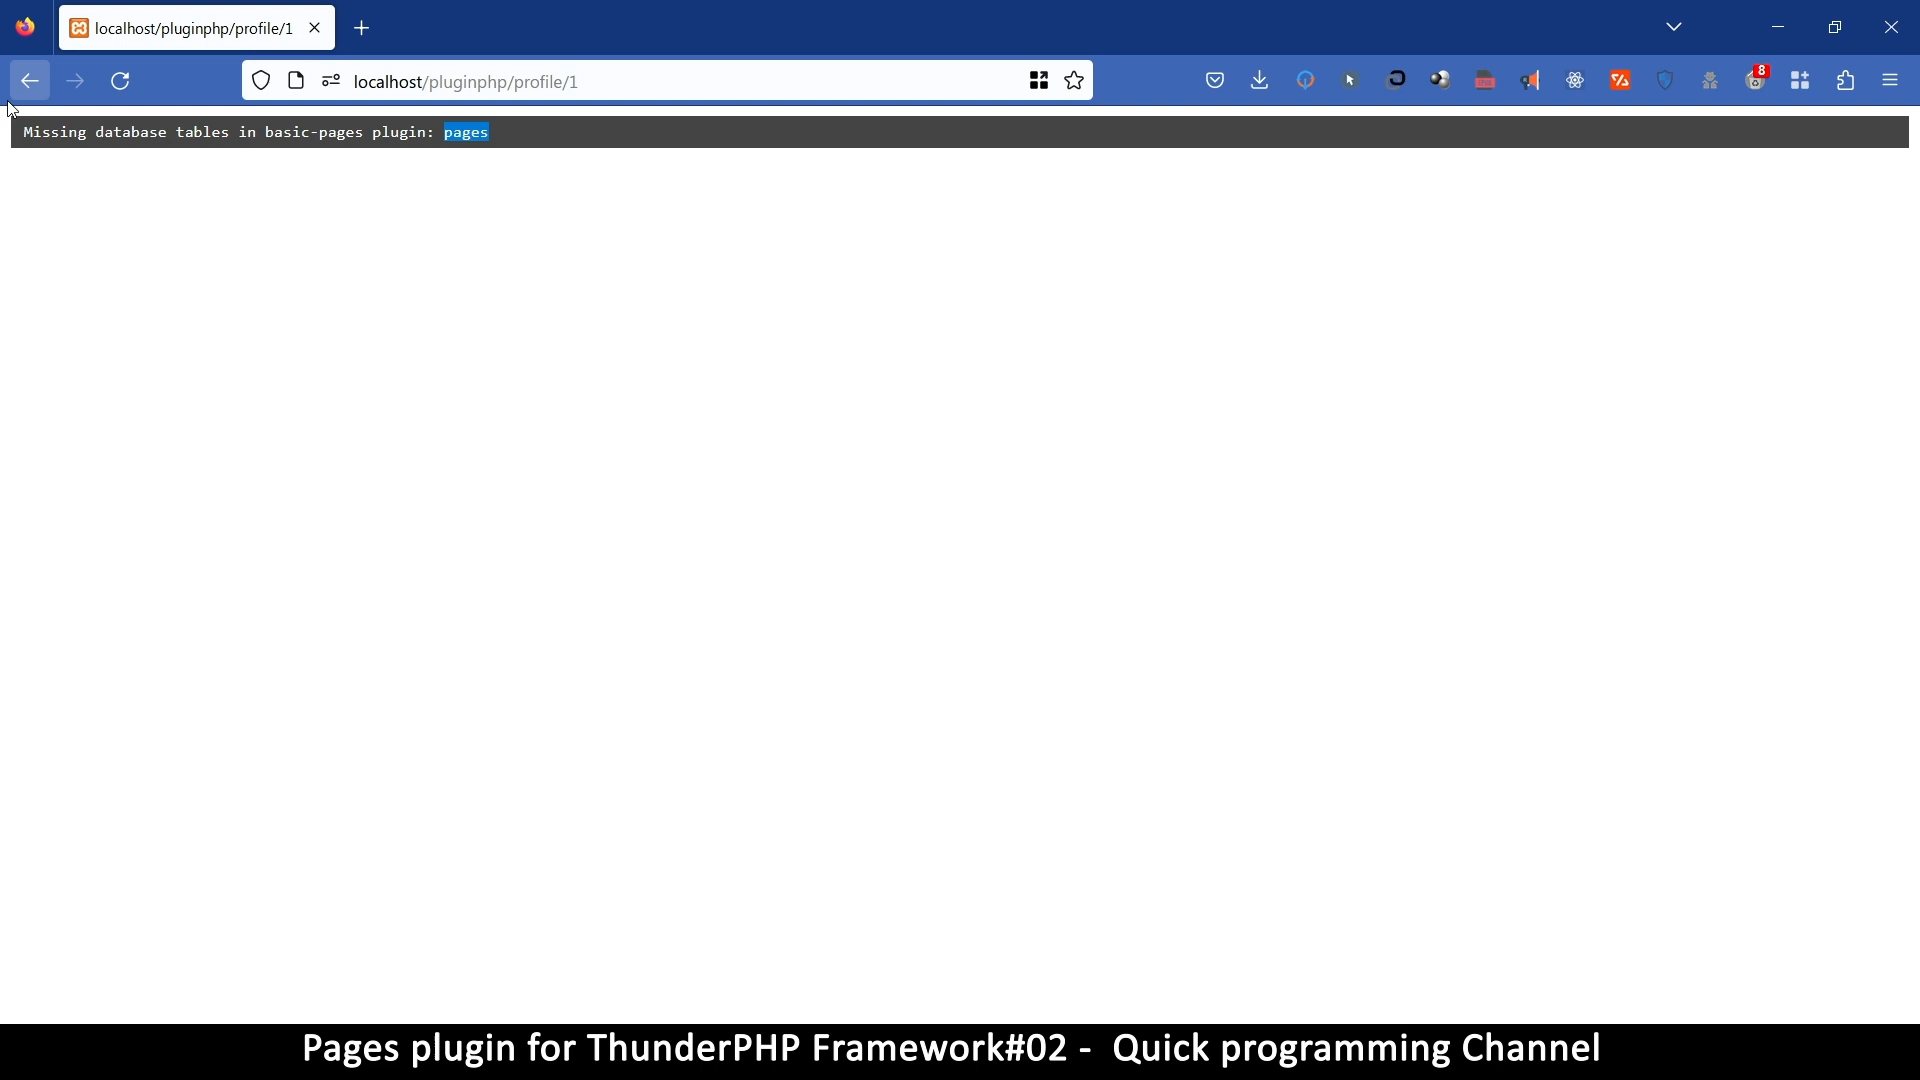 localhost/pluginphp/profile/1
localhost/pluginphp/profile/1
8
Missing database tables in basic-pages plugin: pages
Pages plugin for ThunderPHP Framework#02 - Quick programming Channel